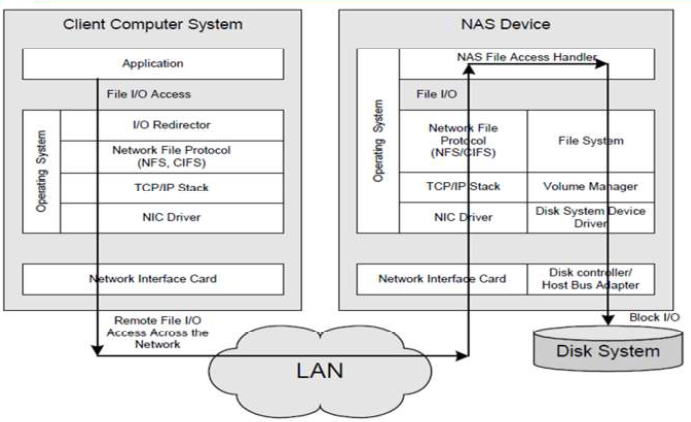 Client Computer System
Application
File I/O Access
Operating System
I/O Redirector
Network File Protocol
(NFS, CIFS)
TCP/IP Stack
NIC Driver
Network Interface Card
Remote File I/O
Access Across the
Network
LAN
NAS Device
NAS File Access Handler
File I/O
Operating System
Network File
Protocol
(NFS/CIFS)
File System
TCP/IP Stack
Volume Manager
NIC Driver
Disk System Device
Driver
Network Interface Card
Disk controller/
Host Bus Adapter
Block I/O
Disk System